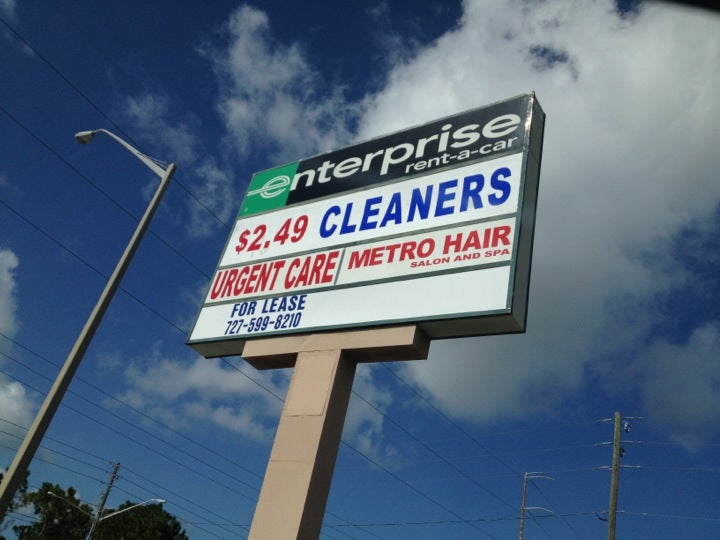 enterprise
rent-a-car
$2.49 CLEANERS
URGENT CARE
METRO HAIR
SALON AND SPA
FOR LEASE
727-599-8210